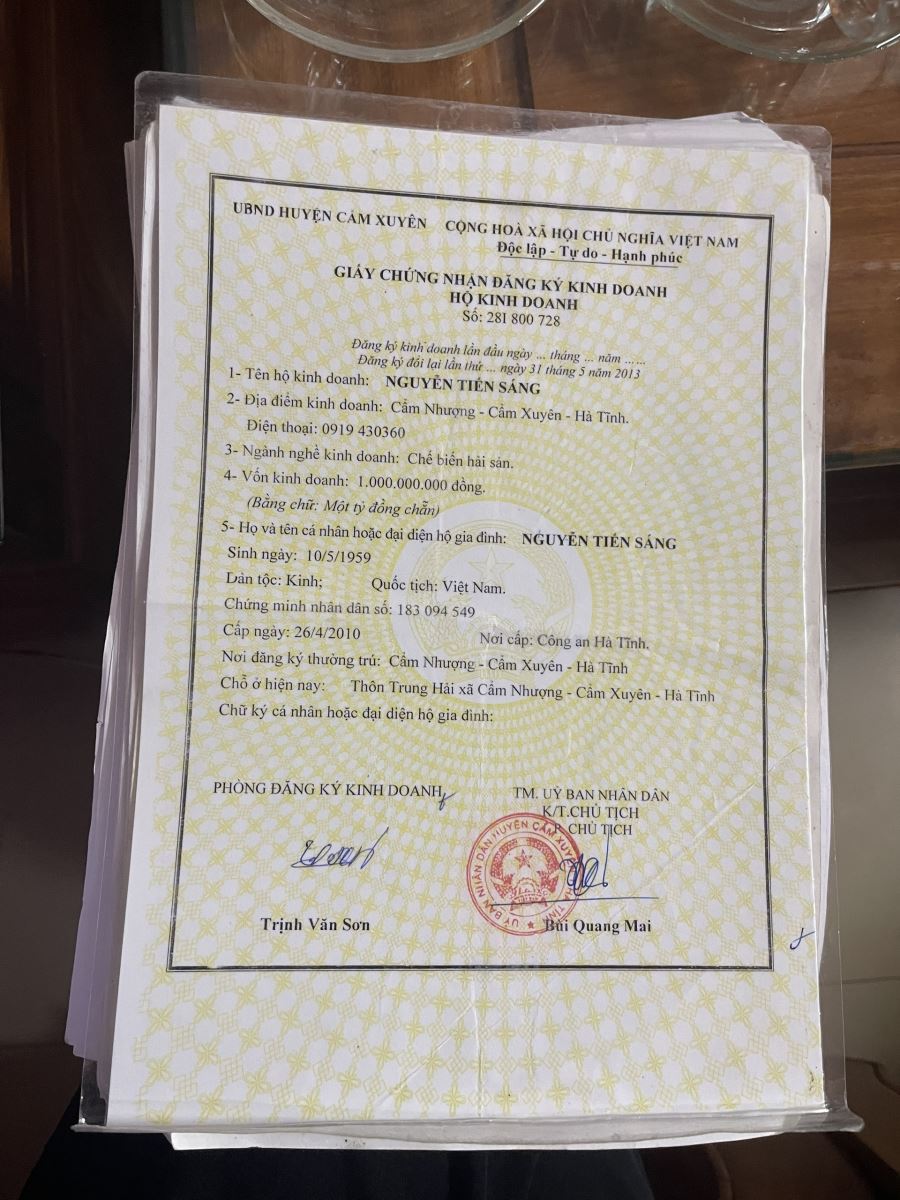 UBND HUYỆN CẨM XUYÊN CỘNG HOÀ XÃ HỘI CHỦ NGHĨA VIỆT NAM
Độc lập - Tự do - Hạnh phúc
GIẤY CHỨNG NHẬN ĐĂNG KÝ KINH DOANH
HỘ KINH DOANH
Số: 28I 800 728
Đăng ký kinh doanh lần đầu ngày ... tháng ... năm ......
Đăng ký đổi lại lần thứ ... ngày 31 tháng 5 năm 2013
1- Tên hộ kinh doanh: NGUYỄN TIẾN SÁNG
2- Địa điểm kinh doanh: Cẩm Nhượng - Cẩm Xuyên - Hà Tĩnh.
Điện thoại: 0919 430360
3- Ngành nghề kinh doanh: Chế biến hải sản.
4- Vốn kinh doanh: 1.000.000.000 đồng.
(Bằng chữ: Một tỷ đồng chẵn)
5- Họ và tên cá nhân hoặc đại diện hộ gia đình: NGUYỄN TIẾN SÁNG
Sinh ngày: 10/5/1959
Dân tộc: Kinh; Quốc tịch: Việt Nam.
Chứng minh nhân dân số: 183 094 549
Cấp ngày: 26/4/2010 Nơi cấp: Công an Hà Tĩnh.
Nơi đăng ký thường trú: Cẩm Nhượng - Cẩm Xuyên - Hà Tĩnh
Chỗ ở hiện nay: Thôn Trung Hải xã Cẩm Nhượng - Cẩm Xuyên - Hà Tĩnh
Chữ ký cá nhân hoặc đại diện hộ gia đình:
PHÒNG ĐĂNG KÝ KINH DOANH TM. UỶ BAN NHÂN DÂN
K/T.CHỦ TỊCH
P. CHỦ TỊCH
UỶ BAN NHÂN DÂN HUYỆN CẨM XUYÊN HÀ TĨNH
Trịnh Văn Sơn Bùi Quang Mai